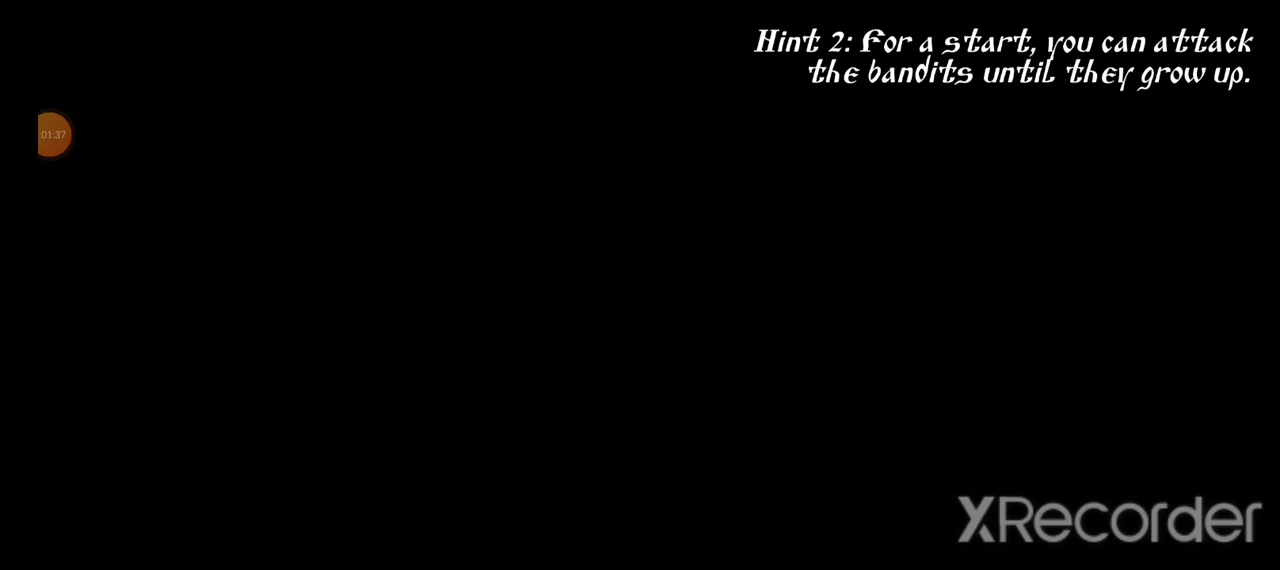 Hint 2: For a start, you can attack
the bandits until they grow up.
:01:37
XRecorder